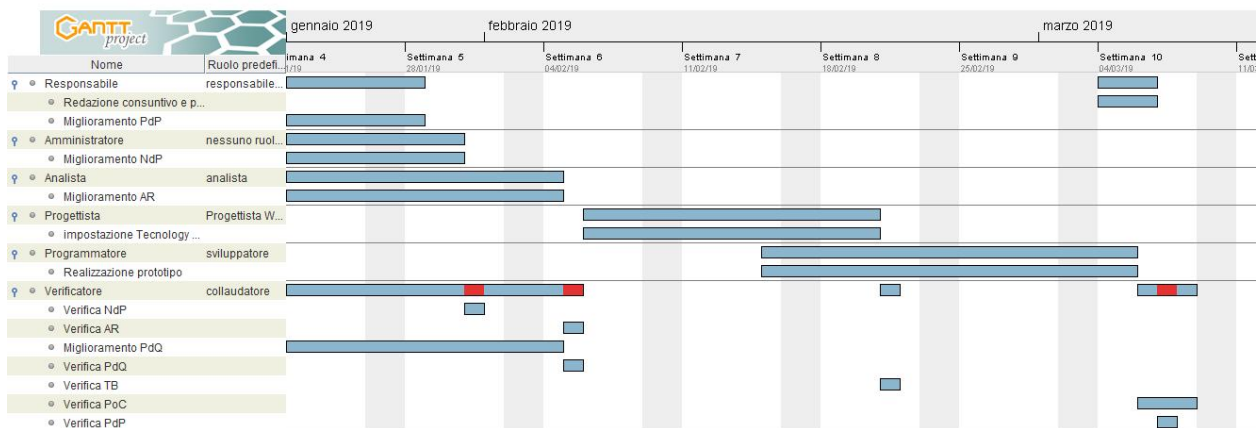 GANTT project
gennaio 2019 febbraio 2019 marzo 2019
Nome Ruolo predefi...
imana 4 Settimana 5 Settimana 6 Settimana 7 Settimana 8 Settimana 9 Settimana 10 Sett
1/19 28/01/19 04/02/19 11/02/19 18/02/19 25/02/19 04/03/19 11/0
Responsabile responsabile...
Redazione consuntivo e p...
Miglioramento PdP
Amministratore nessuno ruol...
Miglioramento NdP
Analista analista
Miglioramento AR
Progettista Progettista W...
impostazione Tecnology ...
Programmatore sviluppatore
Realizzazione prototipo
Verificatore collaudatore
Verifica NdP
Verifica AR
Miglioramento PdQ
Verifica PdQ
Verifica TB
Verifica PoC
Verifica PdP